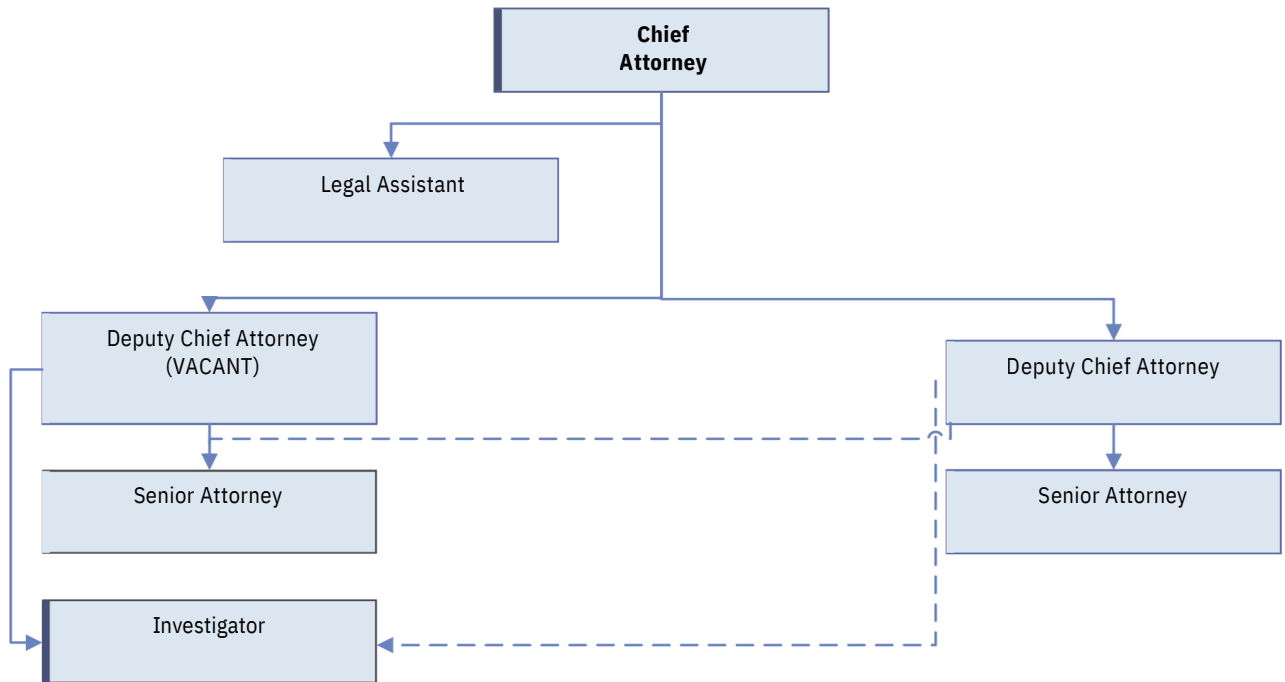 Chief
Attorney
Legal Assistant
Deputy Chief Attorney
(VACANT)
Deputy Chief Attorney
Senior Attorney
Senior Attorney
Investigator